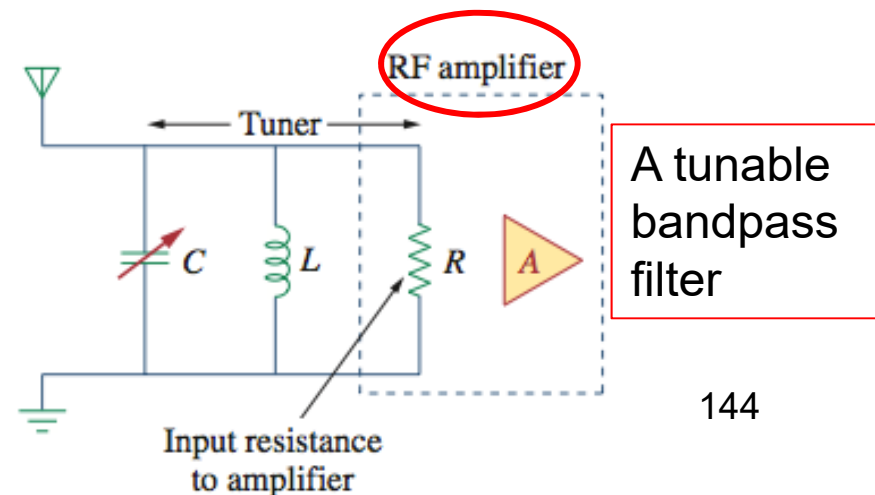 RF amplifier
Tuner
C
L
R
A
A tunable
bandpass
filter
Input resistance
to amplifier
144